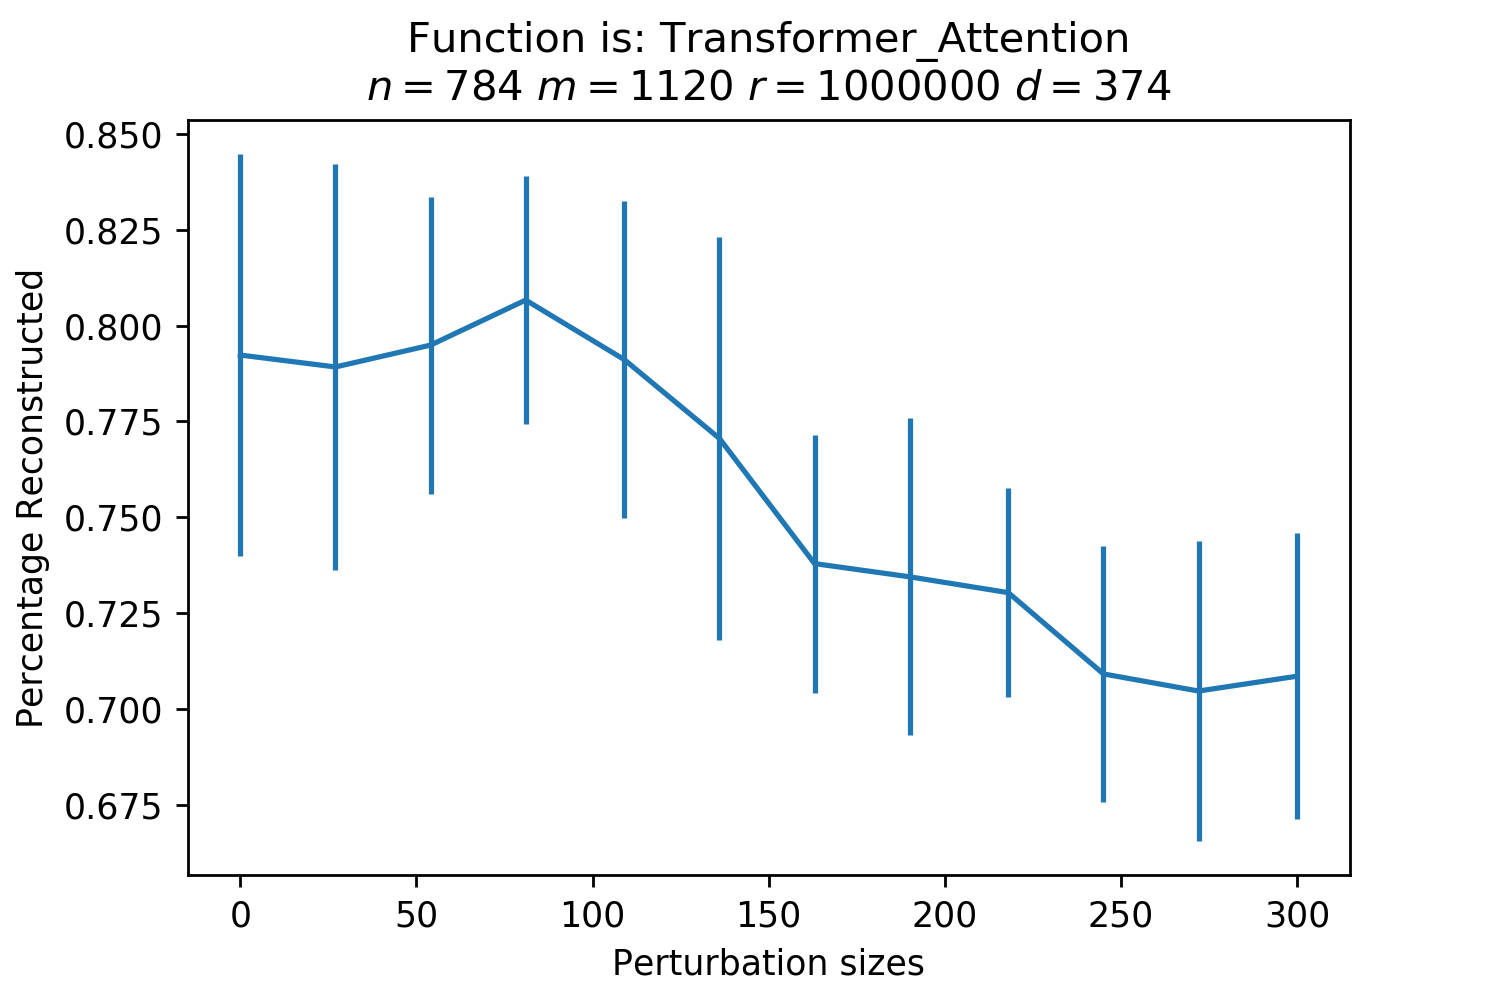 Function is: Transformer_Attention
n = 784 m = 1120 r = 1000000 d = 374
0.850
0.825
0.800
0.775
0.750
0.725
0.700
0.675
Percentage Reconstructed
0 50 100 150 200 250 300
Perturbation sizes